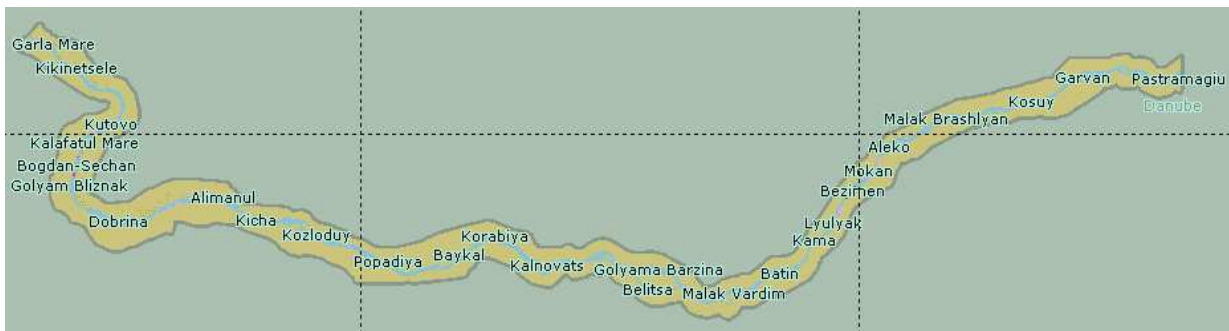 Garla Mare
Kikinetsele
Kutovo
Kalafatul Mare
Bogdan-Sechan
Golyam Bliznak
Dobrina
Alimanul
Kicha
Kozloduy
Popadiya
Baykal
Korabiya
Kalnovats
Golyama Barzina
Belitsa
Malak Vardim
Batin
Kama
Lyulyak
Bezimen
Mokan
Aleko
Malak Brashlyan
Kosuy
Garvan
Pastramagiu
Danube